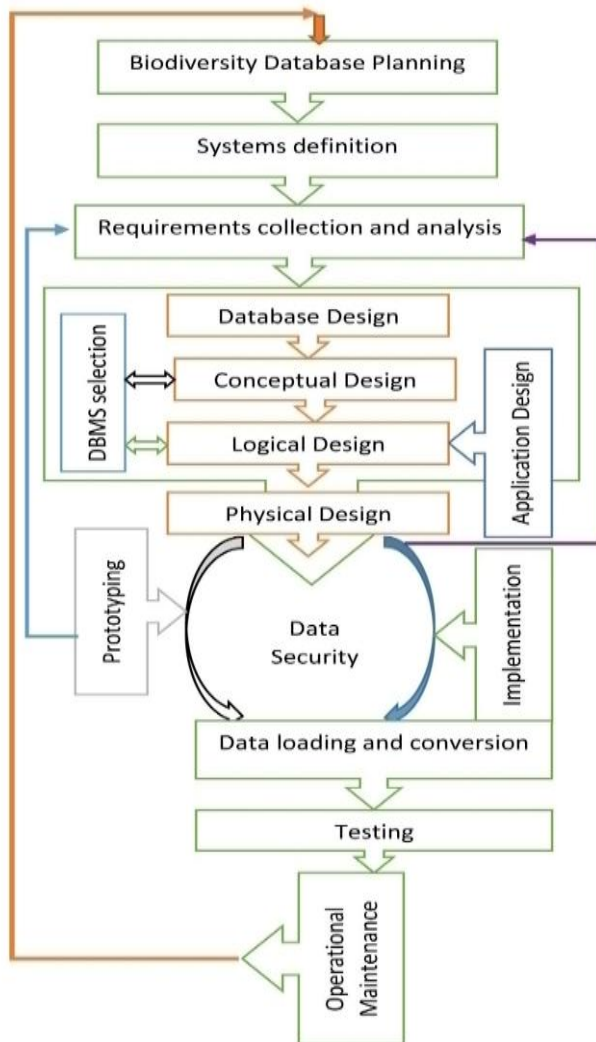 Biodiversity Database Planning
Systems definition
Requirements collection and analysis
Database Design
DBMS selection
Conceptual Design
Application Design
Logical Design
Physical Design
Prototyping
Data
Security
Implementation
Data loading and conversion
Testing
Operational
Maintenance